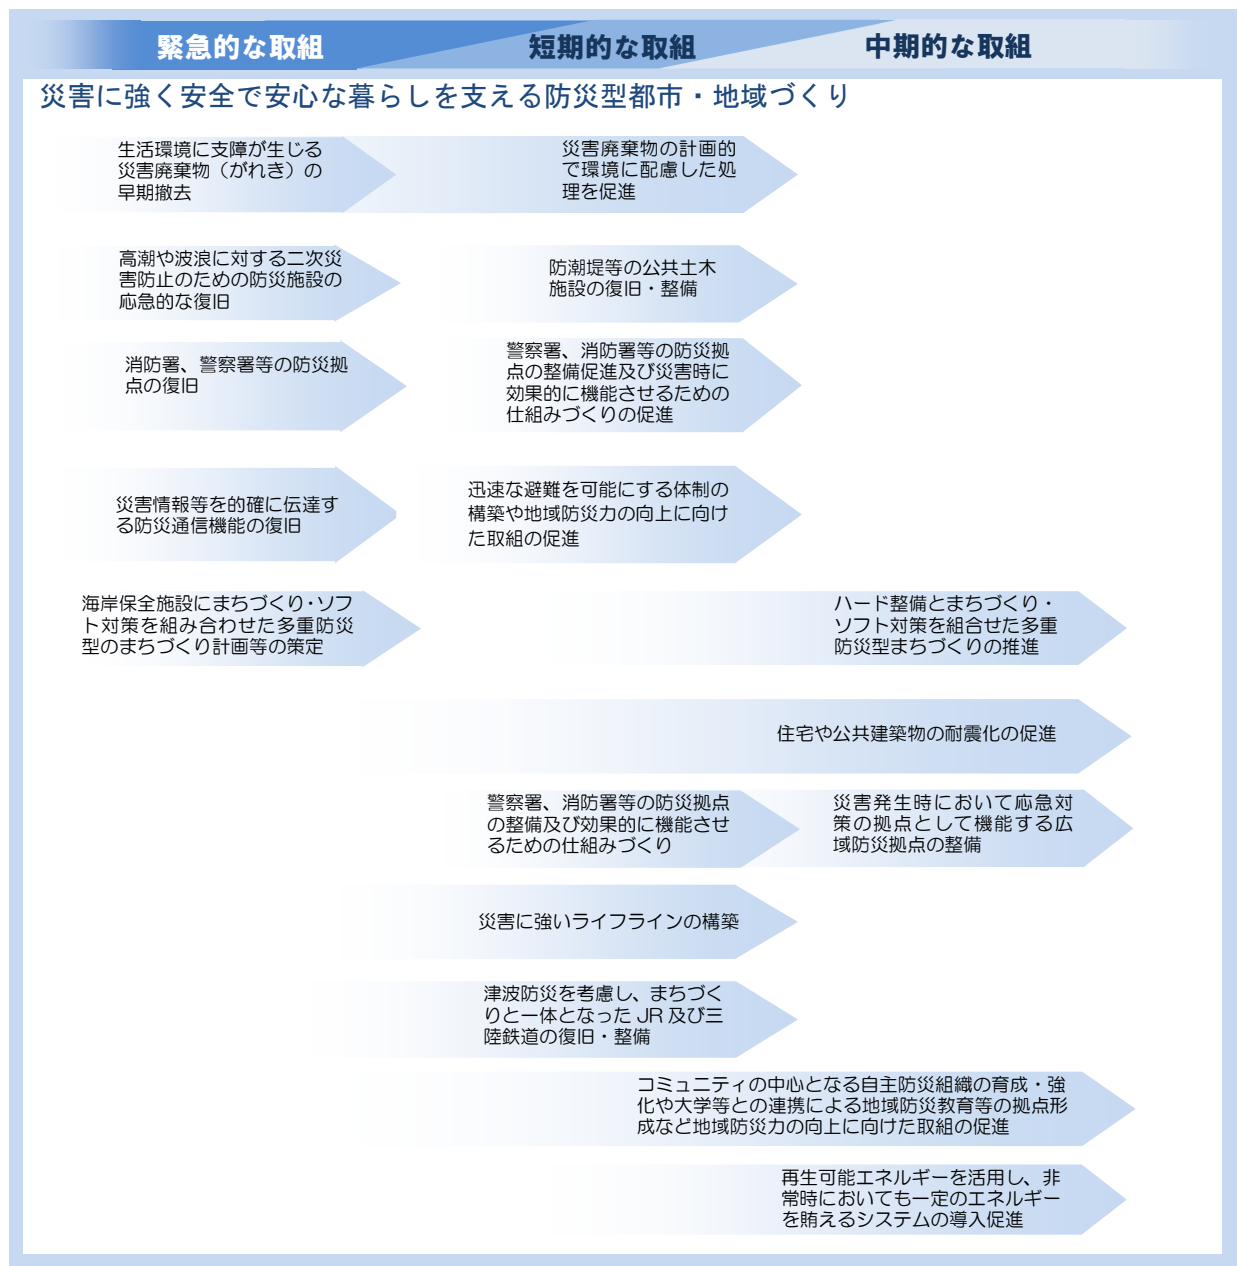 緊急的な取組
短期的な取組
中期的な取組
災害に強く安全で安心な暮らしを支える防災型都市・地域づくり
生活環境に支障が生じる
災害廃棄物（がれき）の
早期撤去
災害廃棄物の計画的
で環境に配慮した処
理を促進
高潮や波浪に対する二次災
害防止のための防災施設の
応急的な復旧
防潮堤等の公共土木
施設の復旧・整備
消防署、警察署等の防災拠
点の復旧
警察署、消防署等の防災拠
点の整備促進及び災害時に
効果的に機能させるための
仕組みづくりの促進
災害情報等を的確に伝達す
る防災通信機能の復旧
迅速な避難を可能にする体制の
構築や地域防災力の向上に向け
た取組の促進
海岸保全施設にまちづくり・ソフ
ト対策を組み合わせた多重防災
型のまちづくり計画等の策定
ハード整備とまちづくり・
ソフト対策を組合せた多重
防災型まちづくりの推進
住宅や公共建築物の耐震化の促進
警察署、消防署等の防災拠点
の整備及び効果的に機能させ
るための仕組みづくり
災害発生時において応急対
策の拠点として機能する広
域防災拠点の整備
災害に強いライフラインの構築
津波防災を考慮し、まちづく
りと一体となった JR 及び三
陸鉄道の復旧・整備
コミュニティの中心となる自主防災組織の育成・強
化や大学等との連携による地域防災教育等の拠点形
成など地域防災力の向上に向けた取組の促進
再生可能エネルギーを活用し、非
常時においても一定のエネルギー
を賄えるシステムの導入促進